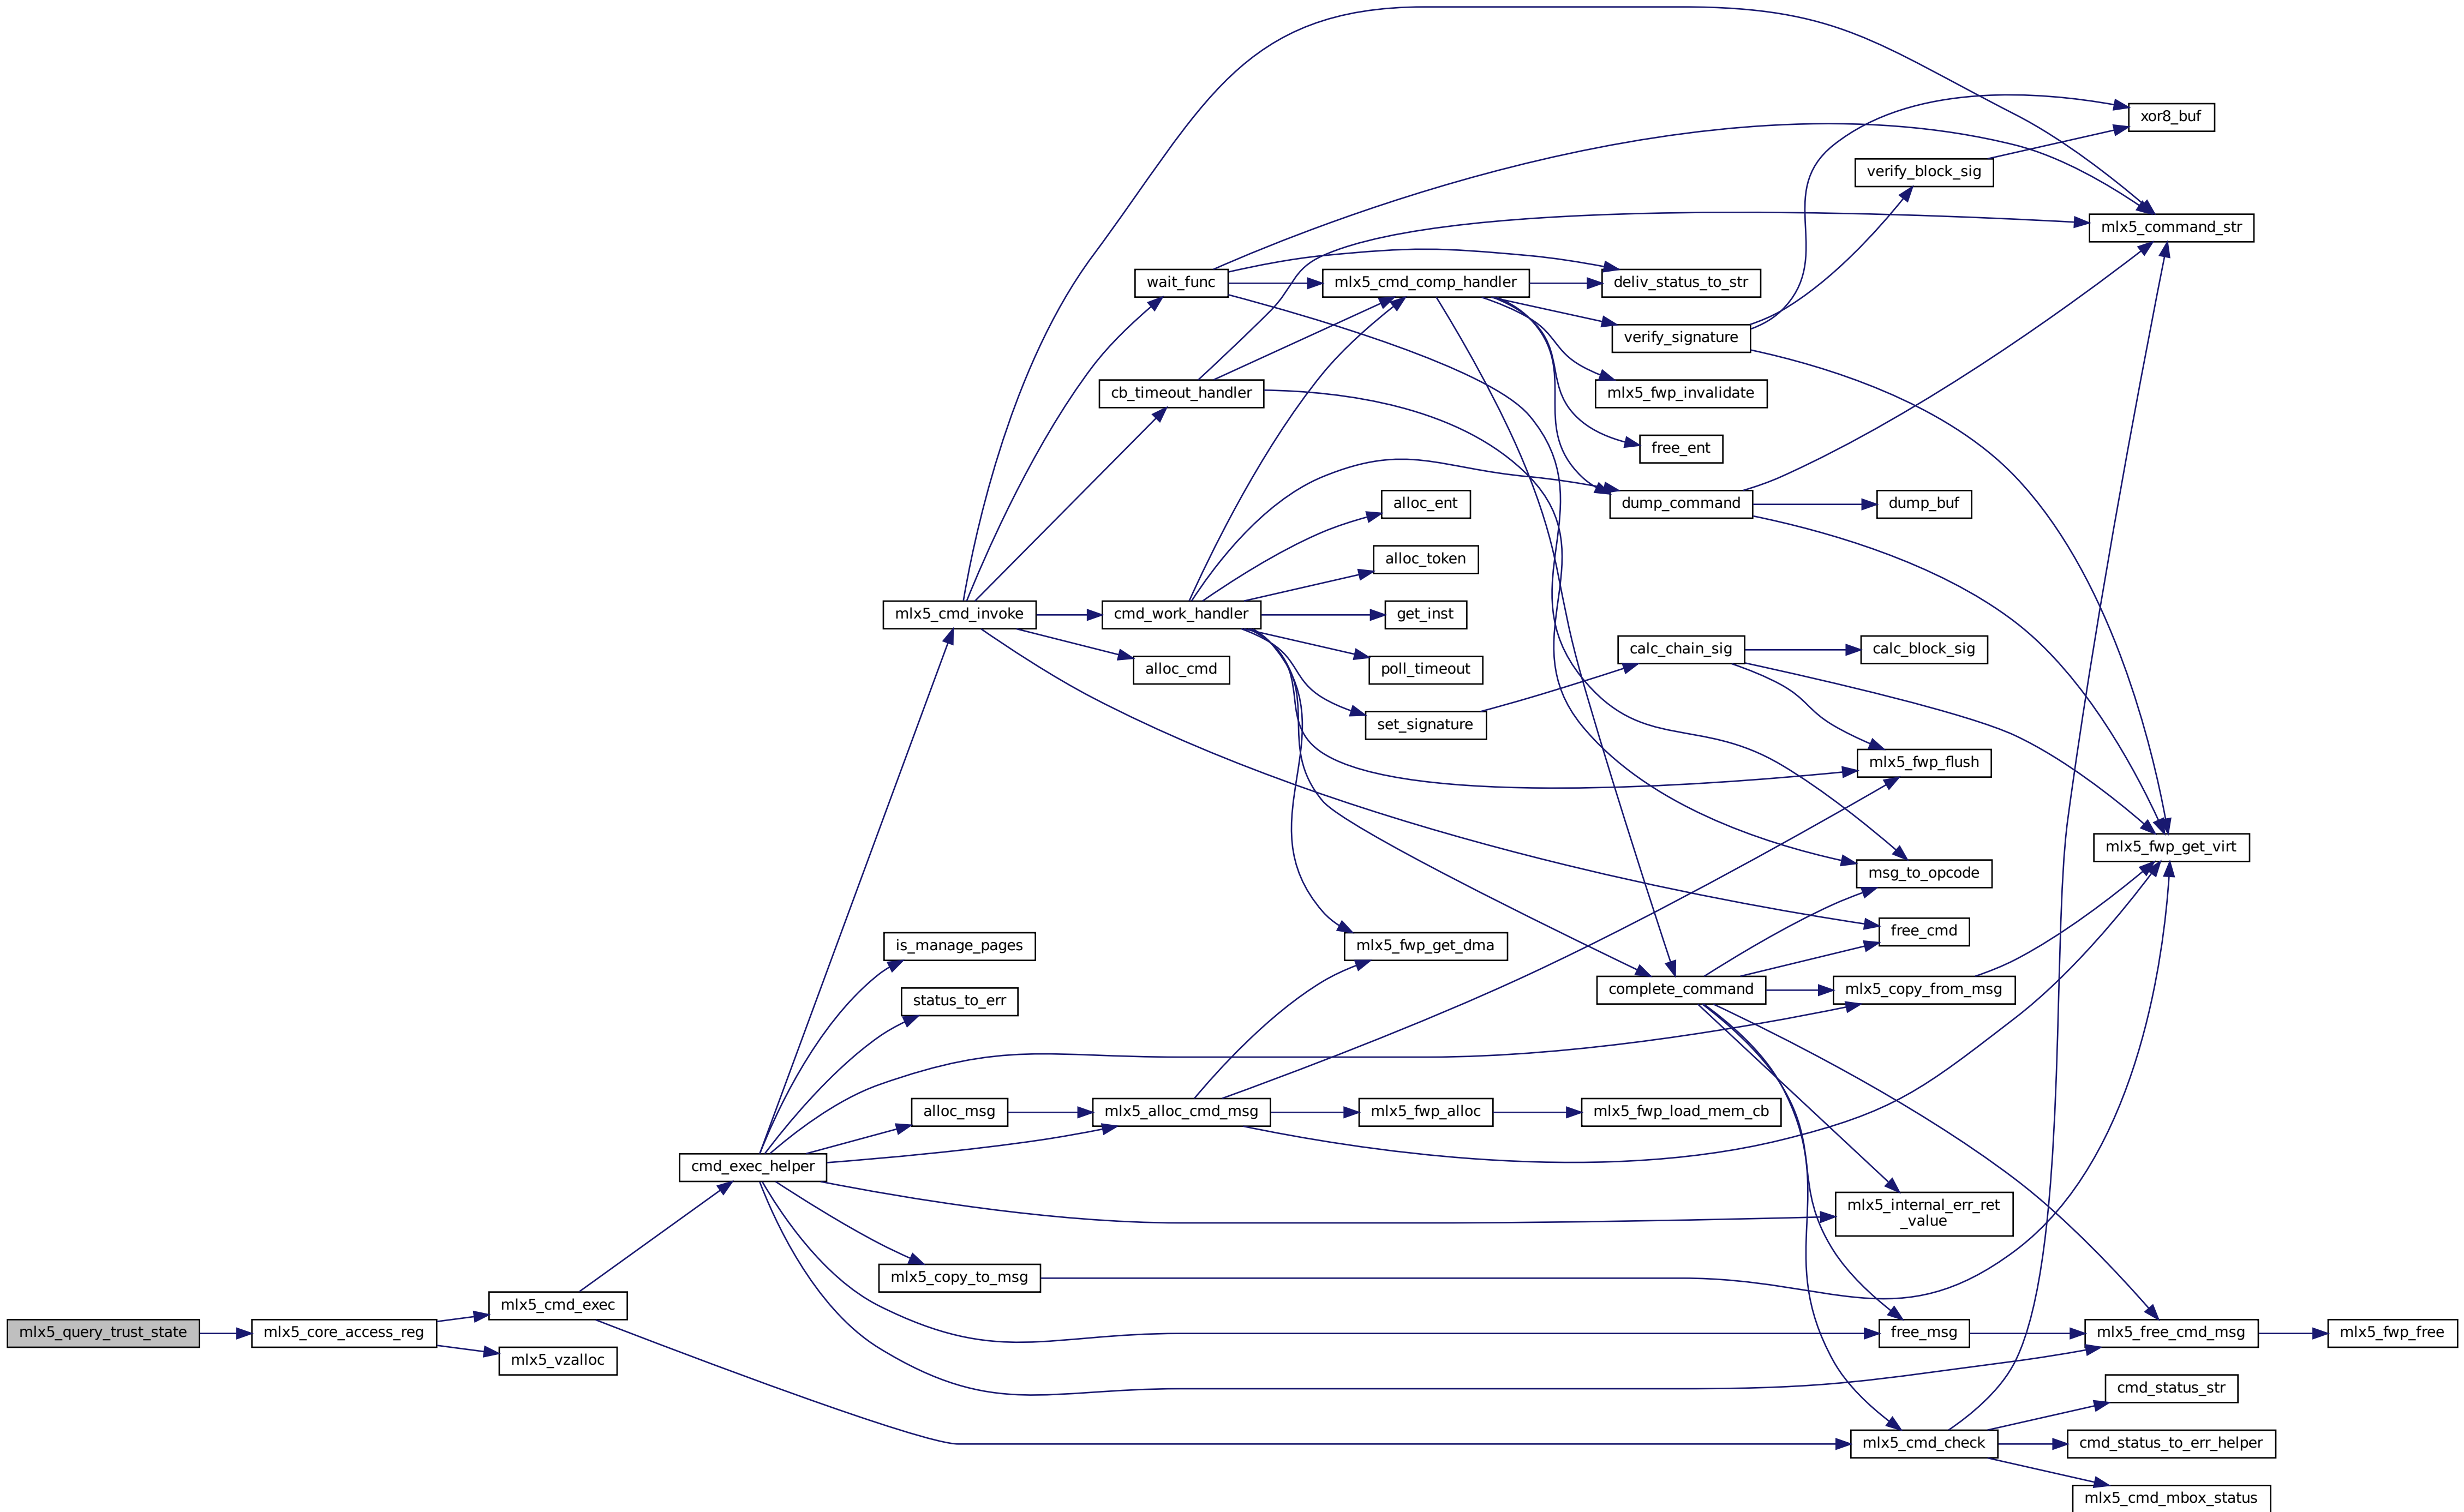 xor8_buf
verify_block_sig
mlx5_command_str
wait_func
mlx5_cmd_comp_handler
deliv_status_to_str
verify_signature
cb_timeout_handler
mlx5_fwp_invalidate
free_ent
alloc_ent
dump_command
dump_buf
alloc_token
mlx5_cmd_invoke
cmd_work_handler
get_inst
calc_chain_sig
calc_block_sig
alloc_cmd
poll_timeout
set_signature
mlx5_fwp_flush
mlx5_fwp_get_virt
msg_to_opcode
free_cmd
is_manage_pages
mlx5_fwp_get_dma
status_to_err
complete_command
mlx5_copy_from_msg
alloc_msg
mlx5_alloc_cmd_msg
mlx5_fwp_alloc
mlx5_fwp_load_mem_cb
cmd_exec_helper
mlx5_internal_err_ret
_value
mlx5_copy_to_msg
mlx5_cmd_exec
mlx5_query_trust_state
mlx5_core_access_reg
free_msg
mlx5_free_cmd_msg
mlx5_fwp_free
mlx5_vzalloc
cmd_status_str
mlx5_cmd_check
cmd_status_to_err_helper
mlx5_cmd_mbox_status